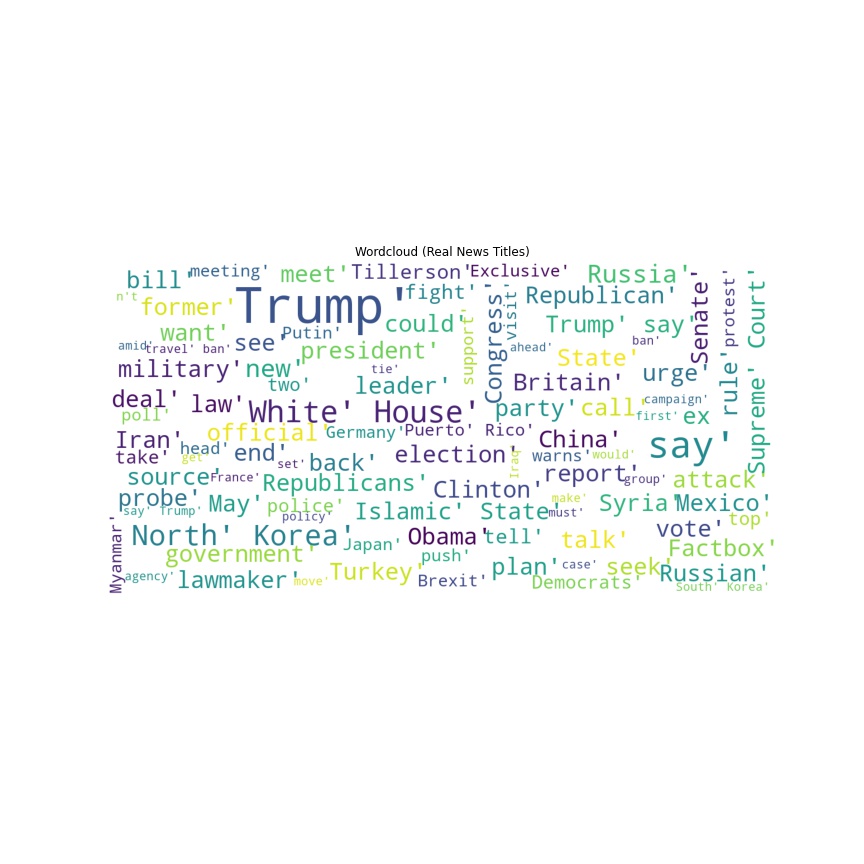 Wordcloud (Real News Titles)
bill' meeting' meet' Tillerson' Exclusive' Russia'
n't former' Trump' fight' Republican'
Congress' visit' Senate' protest' Court'
want' Putin' could' Trump' say'
amid' travel' ban' see' president' support' ahead' State' ban'
military' new' tie' Britain' urge' rule'
two' leader'
deal' law' White' House' party' call' campaign' ex
poll' first'
Iran' official' Germany' Puerto' Rico' China' say' Supreme'
take' head' get' end' set' back' election' Iraq' warns' would'
source' France' Republicans' Clinton' report' group' attack'
probe' May' police' Islamic' State' make' Syria' Mexico'
say' Trump' policy' must' top'
North' Korea' Obama' tell' talk' vote'
Myanmar' government' Japan' push' Factbox'
agency' lawmaker' move' Turkey' Brexit' plan' case' seek' Russian'
Democrats' South' Korea'